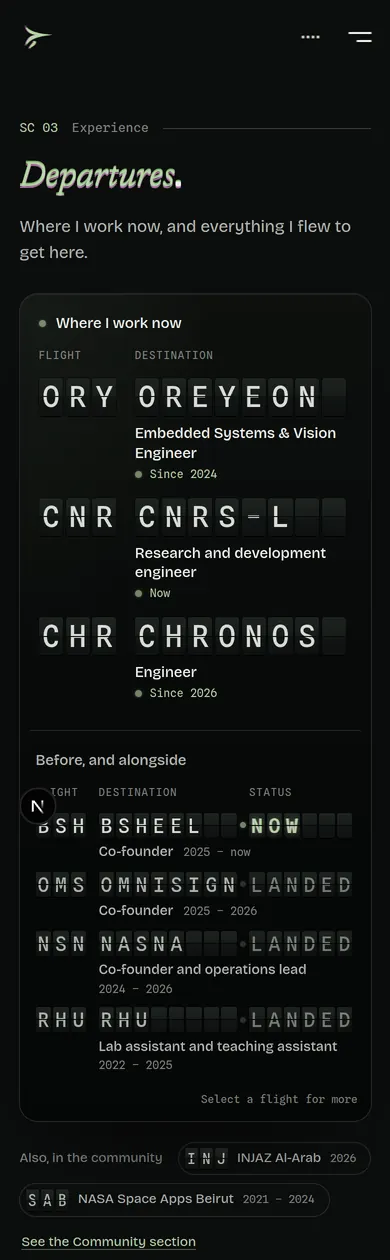 SC 03 Experience
Departures.
Where I work now, and everything I flew to
get here.
Where I work now
FLIGHT DESTINATION
ORY OREYEON
Embedded Systems & Vision
Engineer
Since 2024
CNR CNRS-L
Research and development
engineer
Now
CHR CHRONOS
Engineer
Since 2026
Before, and alongside
IGHT DESTINATION STATUS
N
BSH BSHEEL NOW
Co-founder 2025 – now
OMS OMNISIGN LANDED
Co-founder 2025 – 2026
NSN NASNA LANDED
Co-founder and operations lead
2024 – 2026
RHU RHU LANDED
Lab assistant and teaching assistant
2022 – 2025
Select a flight for more
Also, in the community INJ INJAZ Al-Arab 2026
SAB NASA Space Apps Beirut 2021 – 2024
See the Community section